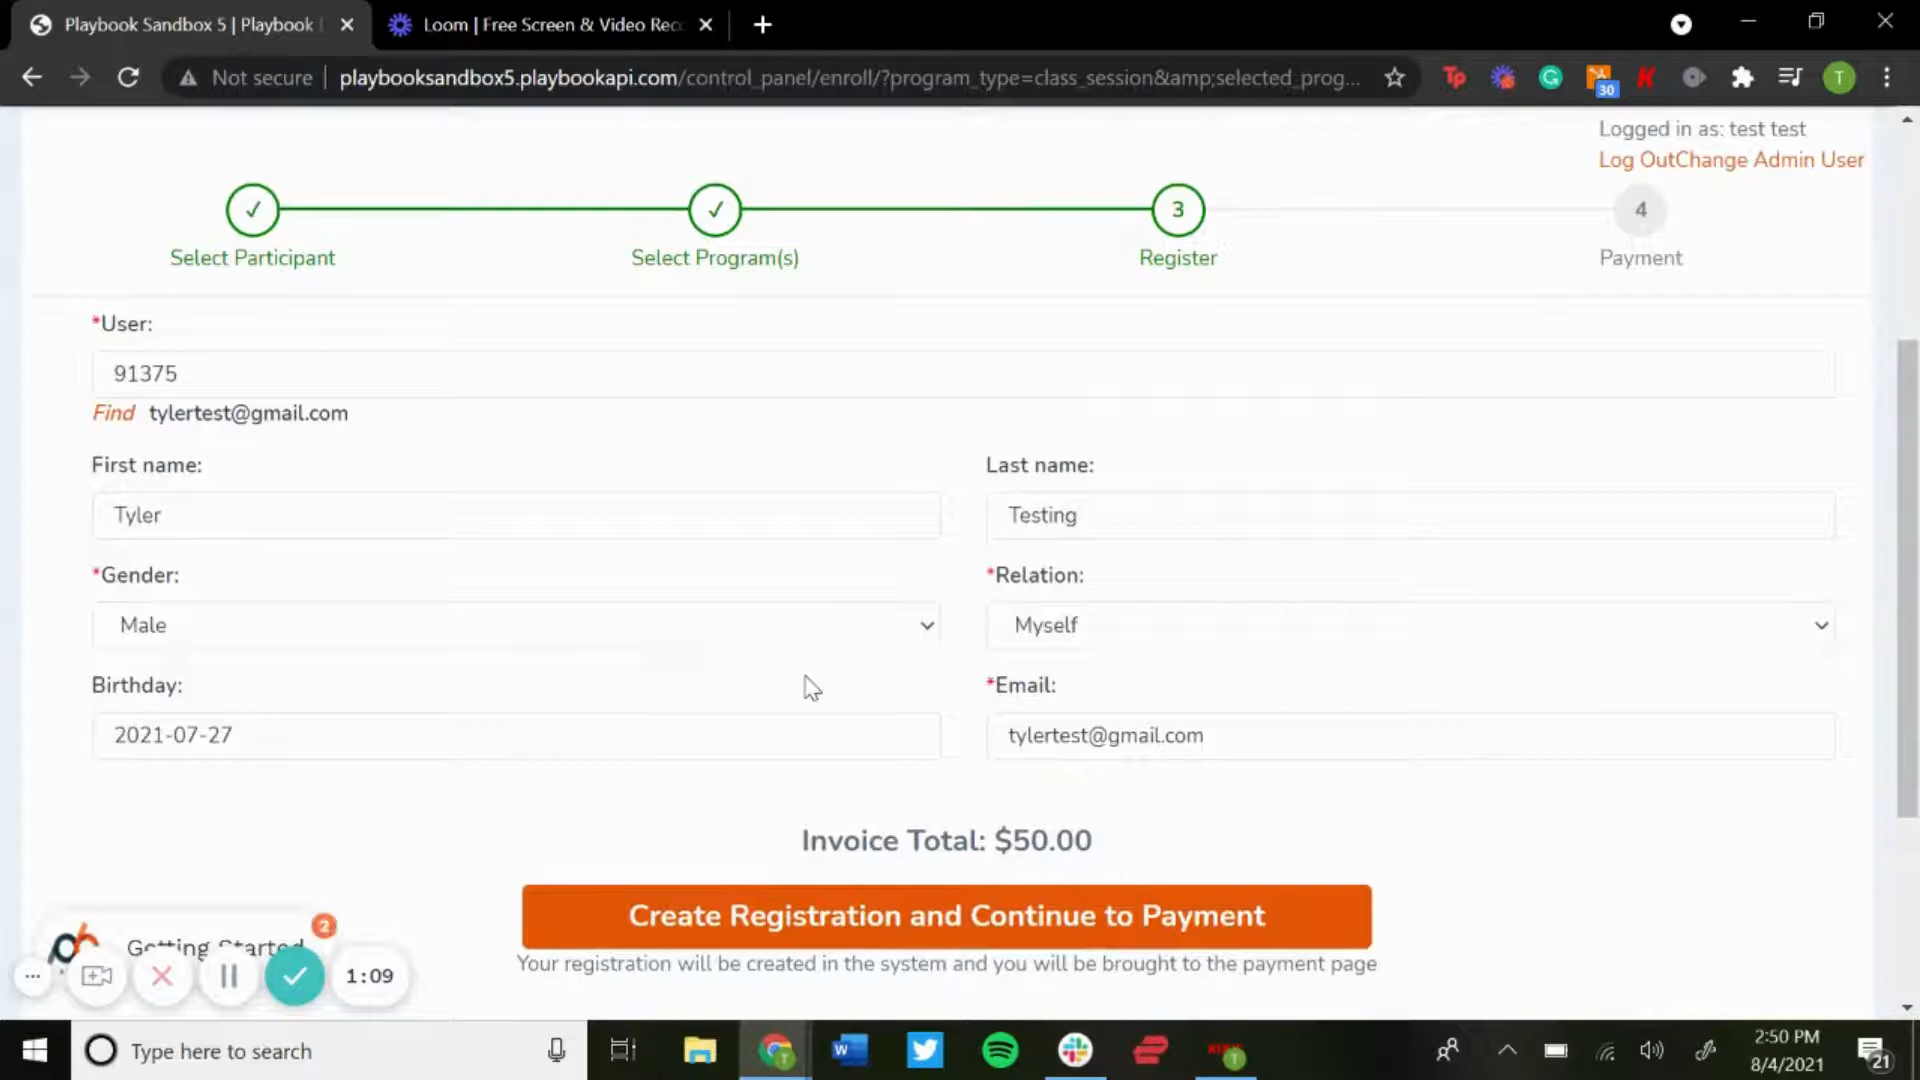 Playbook Sandbox 5 | Playbook
Loom | Free Screen & Video Rec
Not secure
playbooksandbox5.playbookapi.com/control_panel/enroll/?program_type=class_session&amp;selected_prog...
Tp
30
T
Logged in as: test test
Log OutChange Admin User
3
4
Select Participant
Select Program(s)
Register
Payment
*User:
91375
Find tylertest@gmail.com
First name:
Last name:
Tyler
Testing
*Gender:
*Relation:
Male
Myself
Birthday:
*Email:
2021-07-27
tylertest@gmail.com
Invoice Total: $50.00
Create Registration and Continue to Payment
Your registration will be created in the system and you will be brought to the payment page
2
Getting Started
1:09
Type here to search
W
T
T
2:50 PM
8/4/2021
21